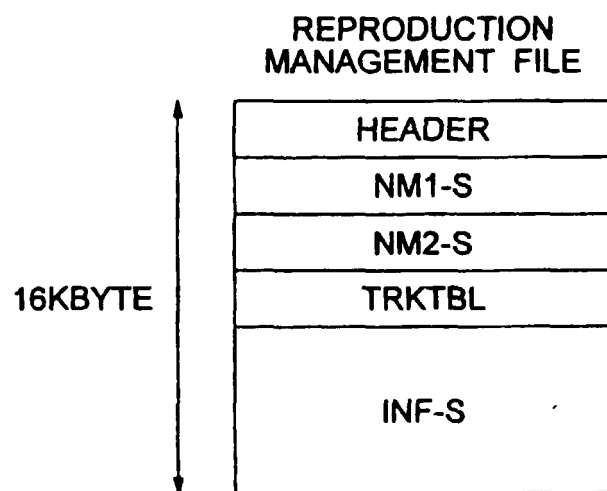 REPRODUCTION
MANAGEMENT FILE
HEADER
NM1-S
NM2-S
16KBYTE
TRKTBL
INF-S